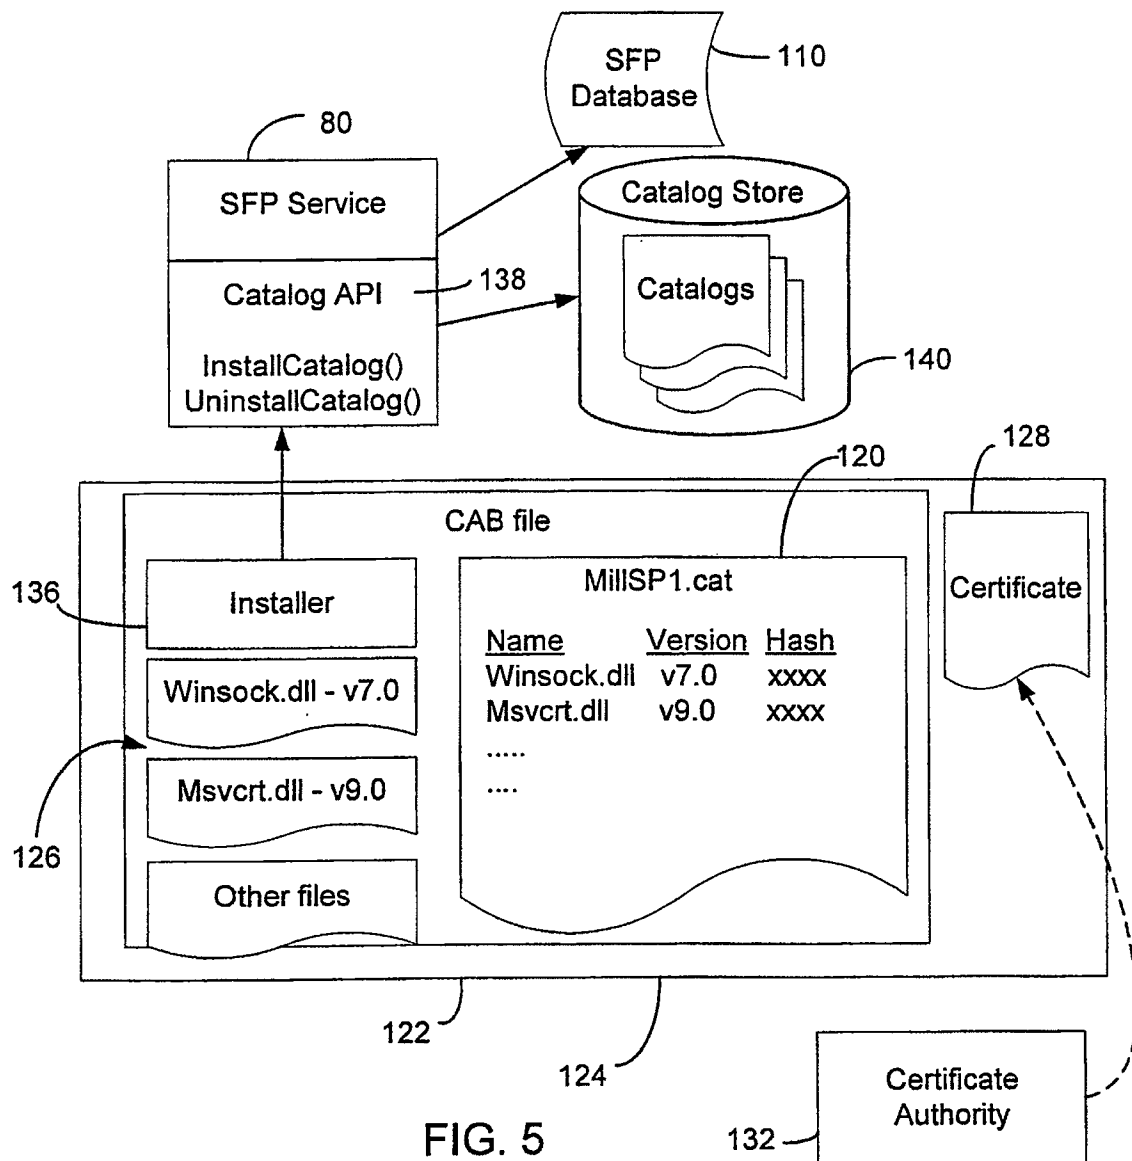 SFP
Database
110
80
SFP Service
Catalog API
138
InstallCatalog()
UninstallCatalog()
Catalog Store
Catalogs
140
128
120
CAB file
136
Installer
Winsock.dll - v7.0
Msvcrt.dll - v9.0
126
Other files
MillSP1.cat
Name Version Hash
Winsock.dll v7.0 xxxx
Msvcrt.dll v9.0 xxxx
.....
....
Certificate
122
124
Certificate
Authority
132
FIG. 5